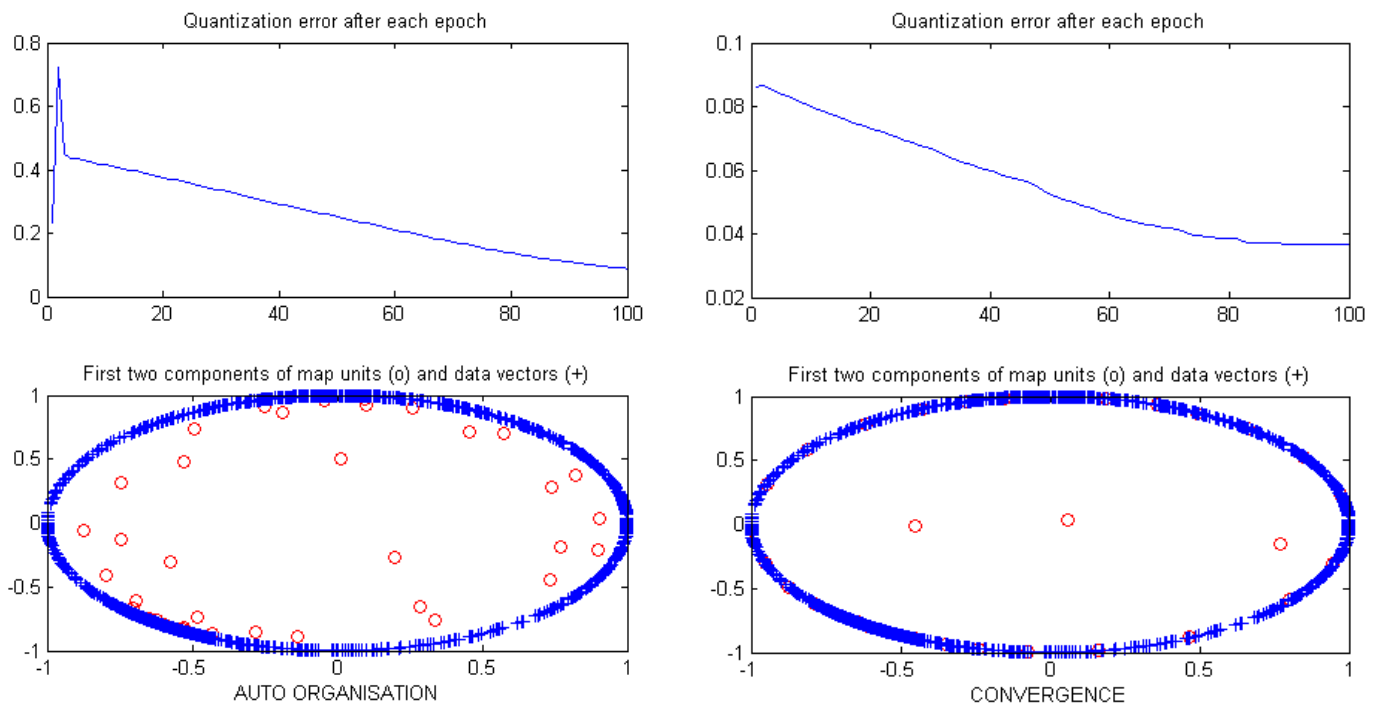 Quantization error after each epoch
0.8
0.6
0.4
0.2
0
0 20 40 60 80 100
Quantization error after each epoch
0.1
0.08
0.06
0.04
0.02
0 20 40 60 80 100
First two components of map units (o) and data vectors (+)
1
0.5
0
-0.5
-1
-1 -0.5 0 0.5 1
AUTO ORGANISATION
First two components of map units (o) and data vectors (+)
1
0.5
0
-0.5
-1
-1 -0.5 0 0.5 1
CONVERGENCE